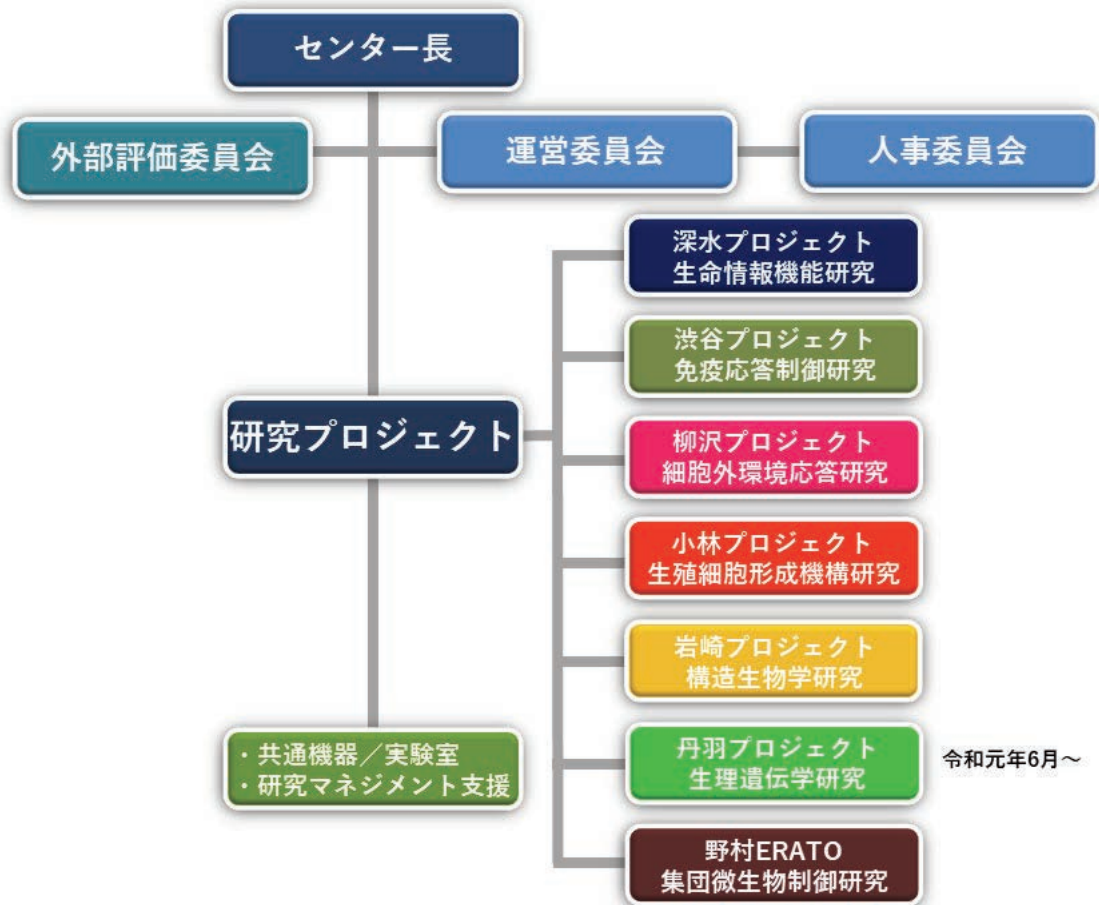 センター長
外部評価委員会
運営委員会
人事委員会
深水プロジェクト
生命情報機能研究
渋谷プロジェクト
免疫応答制御研究
研究プロジェクト
柳沢プロジェクト
細胞外環境応答研究
小林プロジェクト
生殖細胞形成機構研究
岩崎プロジェクト
構造生物学研究
・共通機器／実験室
・研究マネジメント支援
丹羽プロジェクト
生理遺伝学研究
令和元年6月～
野村ERATO
集団微生物制御研究